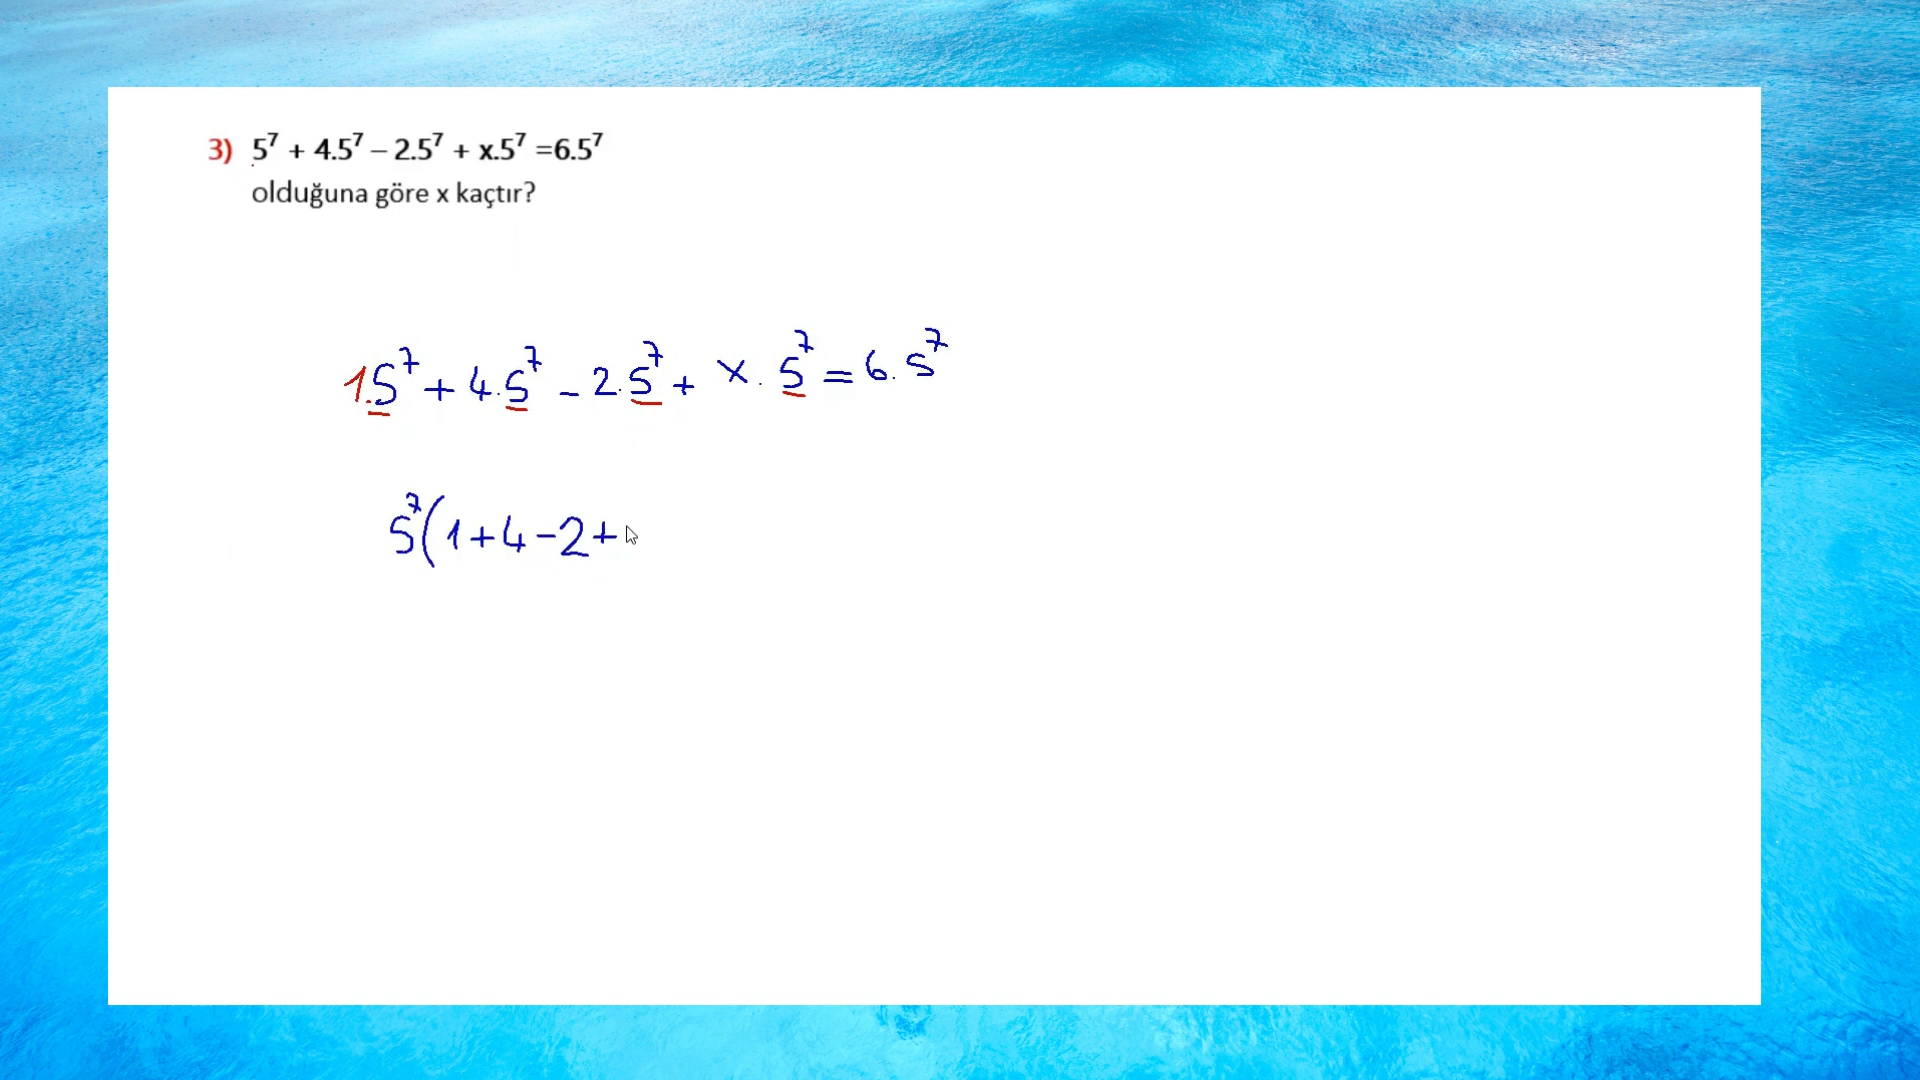 3) 5⁷ + 4.5⁷ – 2.5⁷ + x.5⁷ =6.5⁷
olduğuna göre x kaçtır?
1.5⁷ + 4.5⁷ - 2.5⁷ + x.5⁷ = 6.5⁷
5⁷(1+4-2+